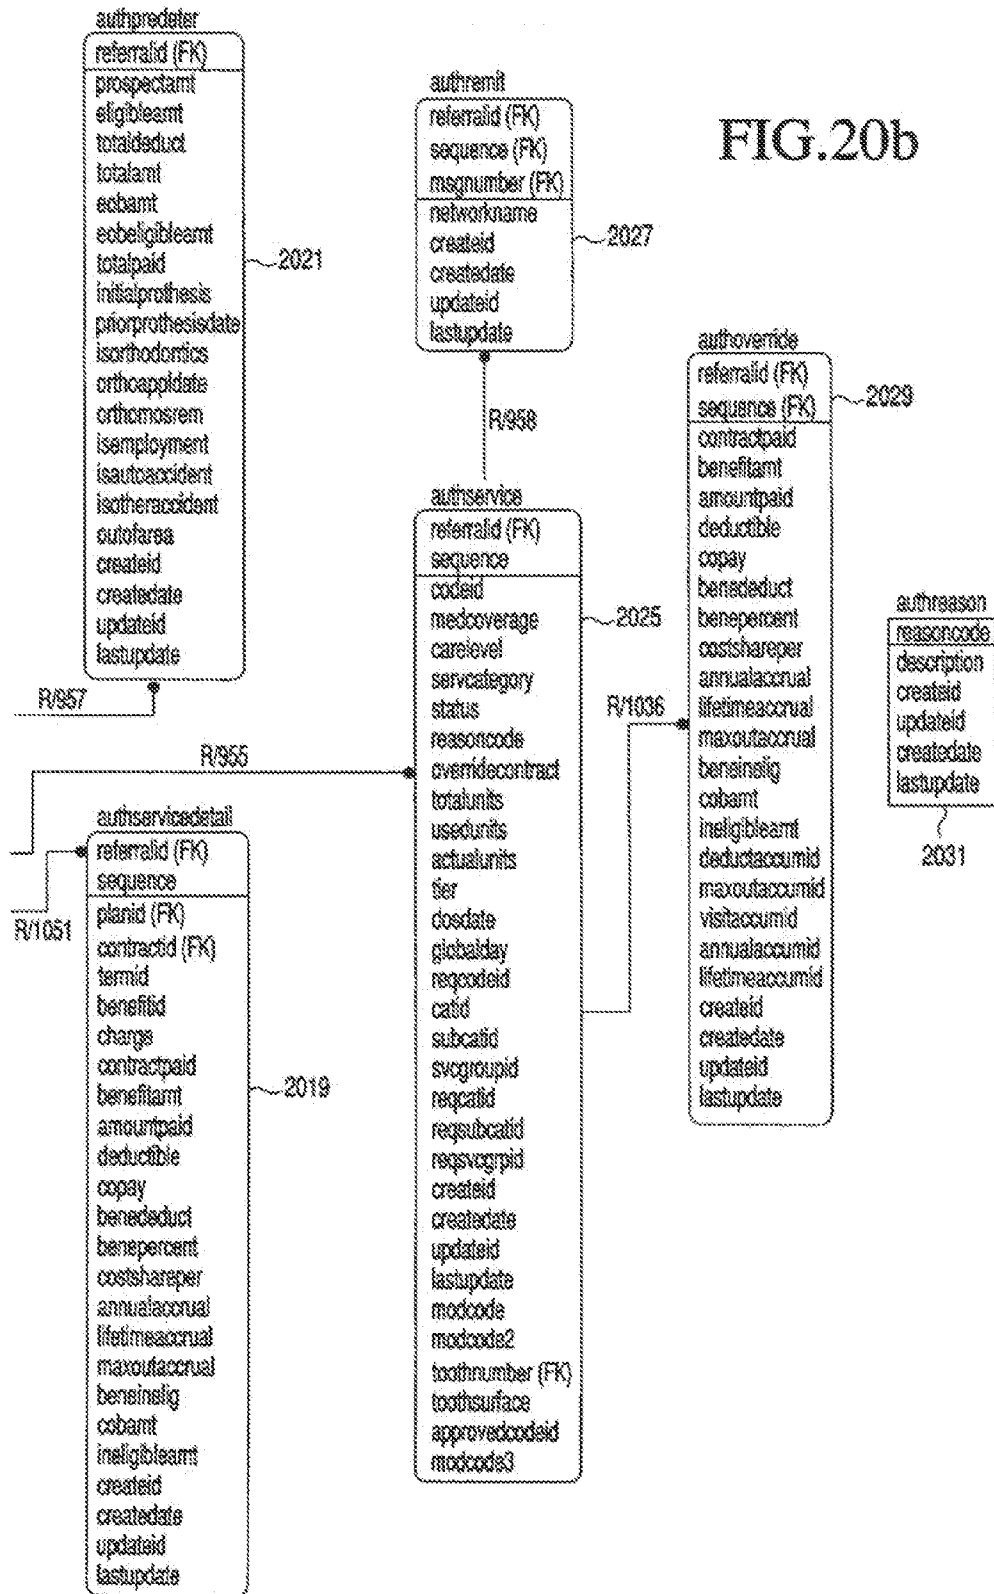 FIG.20b
authpredeter
referralid (FK)
prospectamt
eligibleamt
totaldeduct
totalamt
eobamt
eobeligibleamt
totalpaid
initialprothesis
priorprothesisdate
isorthodontics
orthoappldate
orthomosrem
isemployment
isautoaccident
isotheraccident
outofarea
createid
createdate
updateid
lastupdate
2021
R/957
R/955
R/1051
authservicedetail
referralid (FK)
sequence
planid (FK)
contractid (FK)
termid
benefitid
charge
contractpaid
benefitamt
amountpaid
deductible
copay
benededuct
benepercent
costshareper
annualaccrual
lifetimeaccrual
maxoutaccrual
beneinelig
cobamt
ineligibleamt
createid
createdate
updateid
lastupdate
2019
authremit
referralid (FK)
sequence (FK)
msgnumber (FK)
networkname
createid
createdate
updateid
lastupdate
2027
R/958
authservice
referralid (FK)
sequence
codeid
medcoverage
carelevel
servcategory
status
reasoncode
overridecontract
totalunits
usedunits
actualunits
tier
dosdate
globalday
reqcodeid
catid
subcatid
svcgroupid
reqcatid
reqsubcatid
reqsvcgrpid
createid
createdate
updateid
lastupdate
modcode
modcode2
toothnumber (FK)
toothsurface
approvedcodeid
modcode3
2025
R/1036
authoverride
referralid (FK)
sequence (FK)
contractpaid
benefitamt
amountpaid
deductible
copay
benededuct
benepercent
costshareper
annualaccrual
lifetimeaccrual
maxoutaccrual
beneinelig
cobamt
ineligibleamt
deductaccumid
maxoutaccumid
visitaccumid
annualaccumid
lifetimeaccumid
createid
createdate
updateid
lastupdate
2029
authreason
reasoncode
description
createid
updateid
createdate
lastupdate
2031